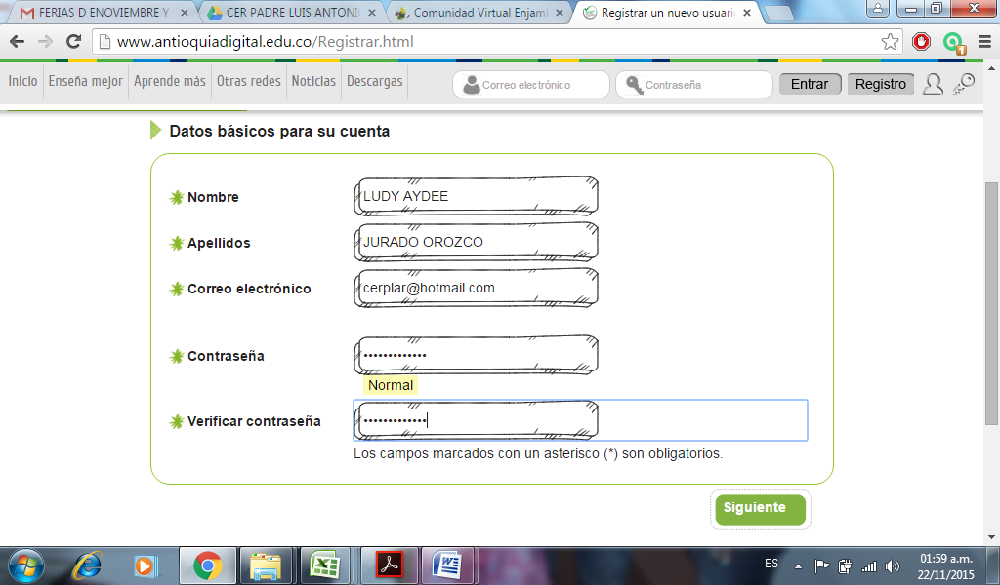 FERIAS D ENOVIEMBRE Y
CER PADRE LUIS ANTONI
Comunidad Virtual Enjam
Registrar un nuevo usuari
www.antioquiadigital.edu.co/Registrar.html
1
Inicio
Enseña mejor
Aprende más
Otras redes
Noticias
Descargas
Correo electrónico
Contraseña
Entrar
Registro
Datos básicos para su cuenta
Nombre
LUDY AYDEE
Apellidos
JURADO OROZCO
Correo electrónico
cerplar@hotmail.com
Contraseña
•••••••••••••
Normal
Verificar contraseña
•••••••••••••
Los campos marcados con un asterisco (*) son obligatorios.
Siguiente
ES
01:59 a.m.
22/11/2015